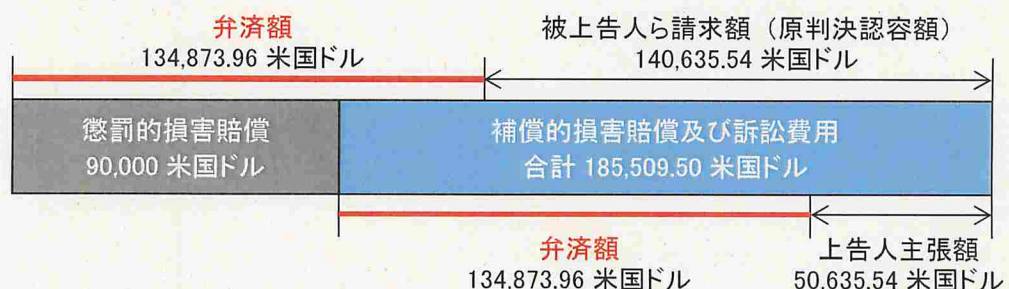 弁済額
134,873.96 米国ドル
被上告人ら請求額（原判決認容額）
140,635.54 米国ドル
懲罰的損害賠償
90,000 米国ドル
補償的損害賠償及び訴訟費用
合計 185,509.50 米国ドル
弁済額
134,873.96 米国ドル
上告人主張額
50,635.54 米国ドル